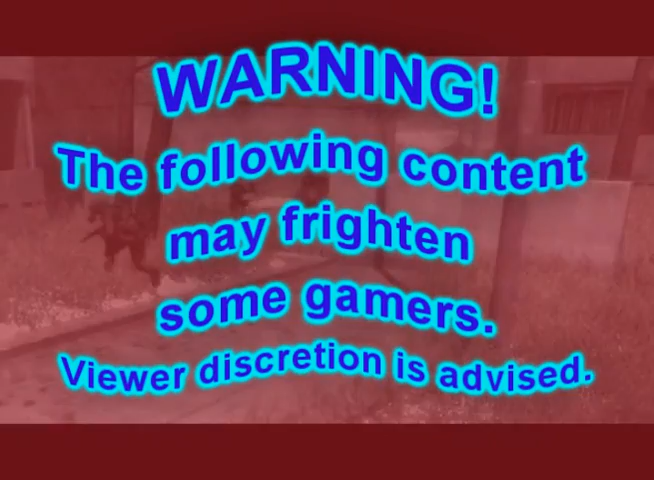 WARNING!
The following content
may frighten
some gamers.
Viewer discretion is advised.